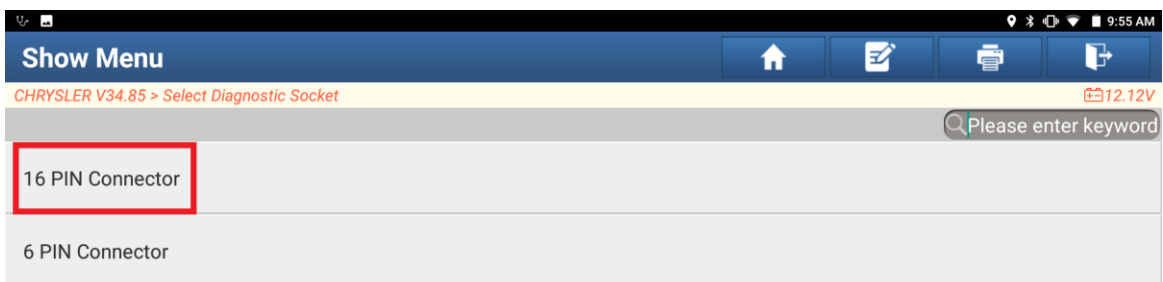 9:55 AM
Show Menu
CHRYSLER V34.85 > Select Diagnostic Socket
12.12V
Please enter keyword
16 PIN Connector
6 PIN Connector